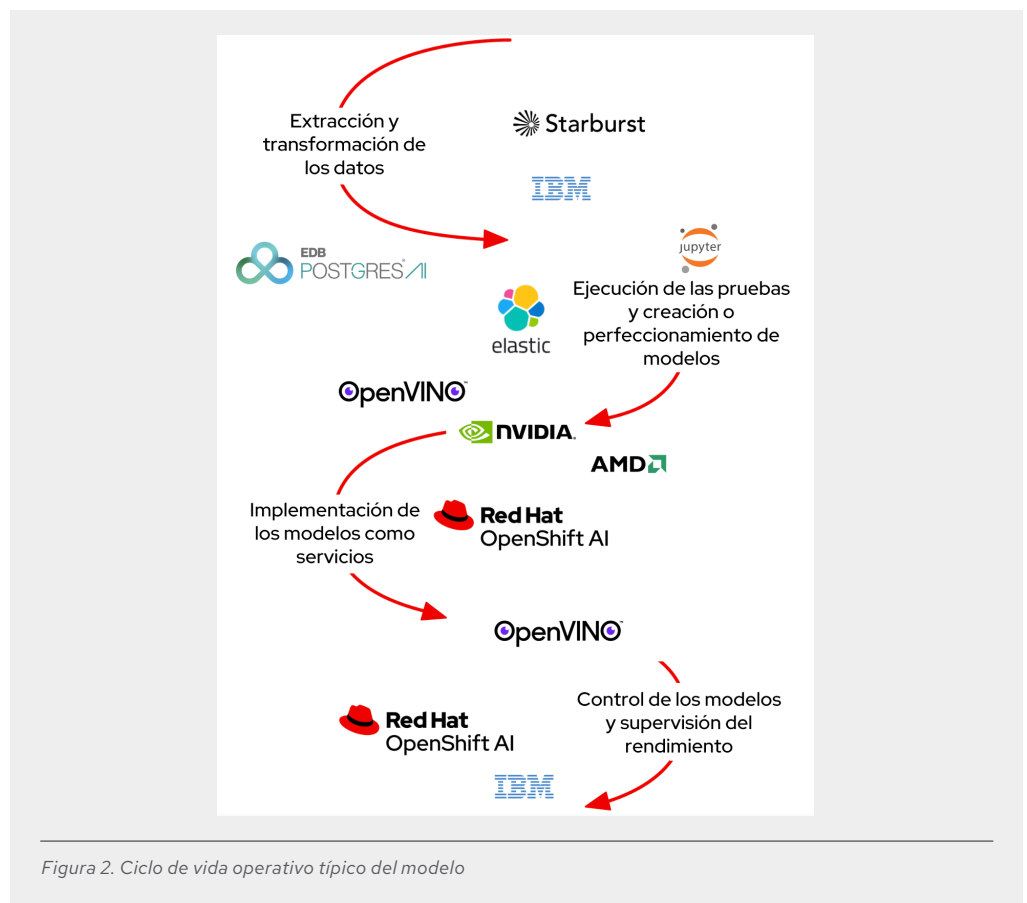 Extracción y
transformación de
los datos
Starburst
IBM
EDB
POSTGRES® AI
jupyter
Ejecución de las pruebas
y creación o
perfeccionamiento de
modelos
elastic
OpenVINO™
NVIDIA®
AMD
Implementación de
los modelos como
servicios
Red Hat
OpenShift AI
OpenVINO™
Control de los modelos
y supervisión del
rendimiento
Red Hat
OpenShift AI
IBM
Figura 2. Ciclo de vida operativo típico del modelo